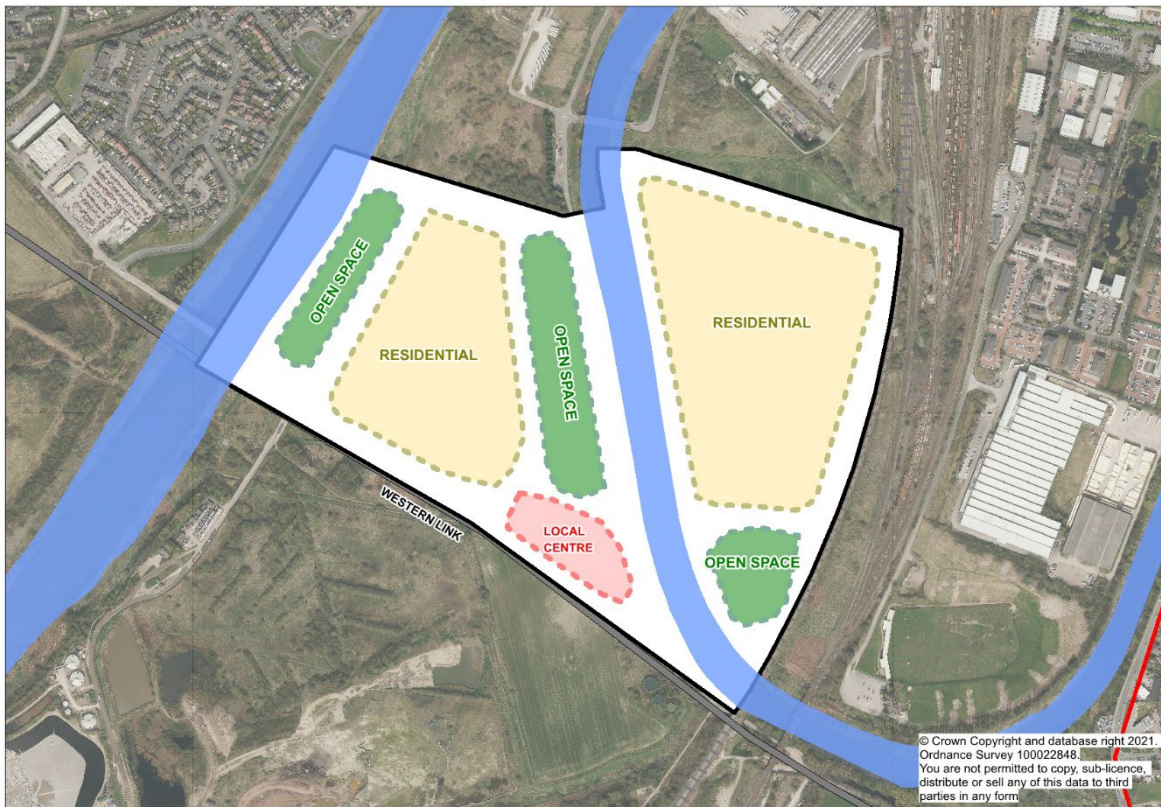 OPEN SPACE
RESIDENTIAL
OPEN SPACE
RESIDENTIAL
WESTERN LINK
LOCAL
CENTRE
OPEN SPACE
© Crown Copyright and database right 2021.
Ordnance Survey 100022848.
You are not permitted to copy, sub-licence,
distribute or sell any of this data to third
parties in any form